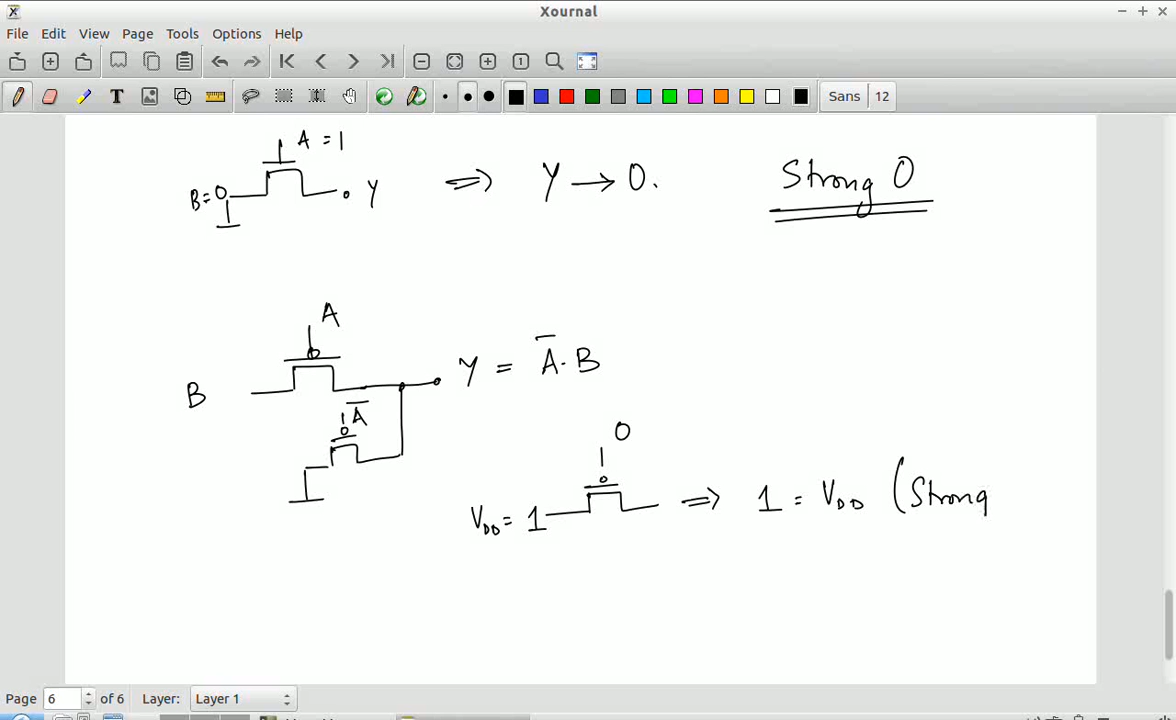 Xournal
File Edit View Page Tools Options Help
Sans 12
A = 1
B = 0 Y ⇒ Y → 0. Strong 0
A
B Y = A̅ · B
A̅
0
V_DD = 1 ⇒ 1 = V_DD (Strong
Page 6 of 6 Layer: Layer 1